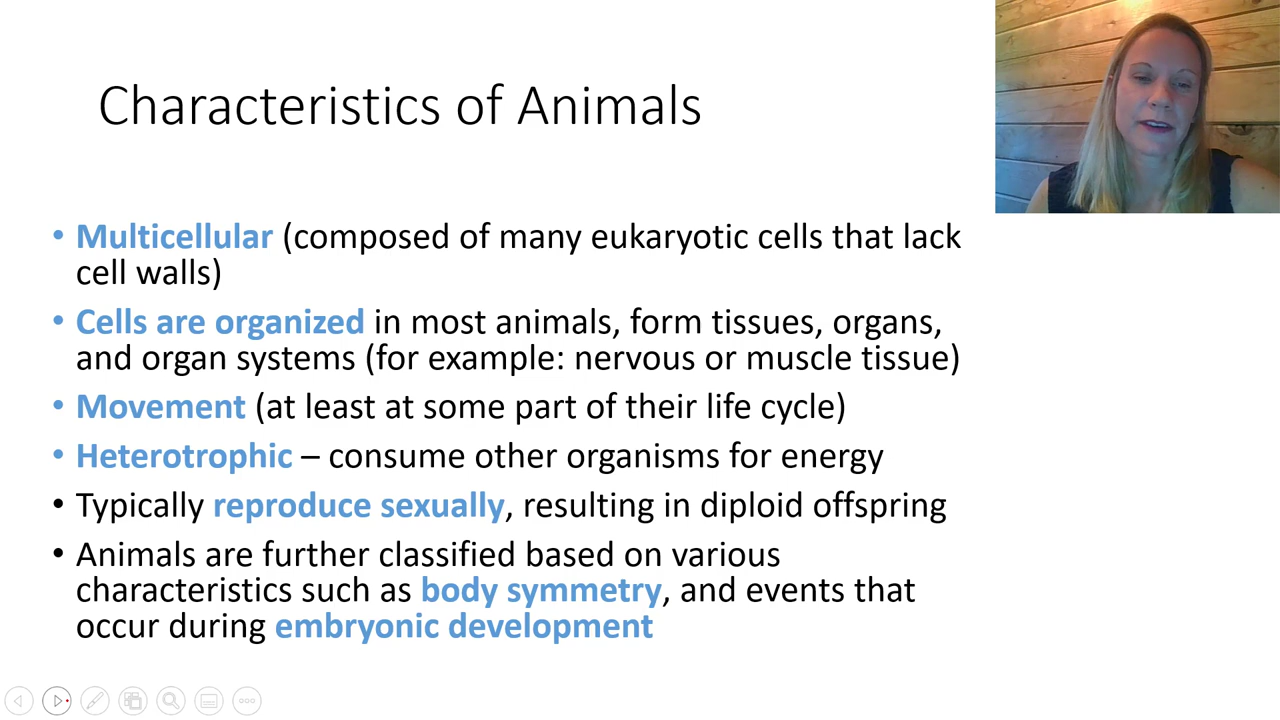 Characteristics of Animals
• Multicellular (composed of many eukaryotic cells that lack
cell walls)
• Cells are organized in most animals, form tissues, organs,
and organ systems (for example: nervous or muscle tissue)
• Movement (at least at some part of their life cycle)
• Heterotrophic – consume other organisms for energy
• Typically reproduce sexually, resulting in diploid offspring
• Animals are further classified based on various
characteristics such as body symmetry, and events that
occur during embryonic development